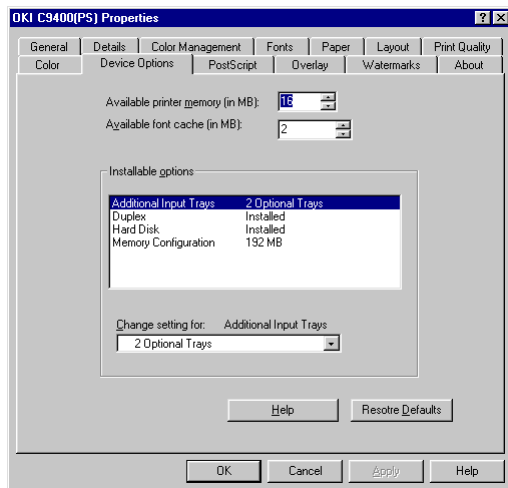 OKI C9400(PS) Properties
General Details Color Management Fonts Paper Layout Print Quality
Color Device Options PostScript Overlay Watermarks About
Available printer memory (in MB): 16
Available font cache (in MB): 2
Installable options
Additional Input Trays 2 Optional Trays
Duplex Installed
Hard Disk Installed
Memory Configuration 192 MB
Change setting for: Additional Input Trays
2 Optional Trays
Help Resotre Defaults
OK Cancel Apply Help